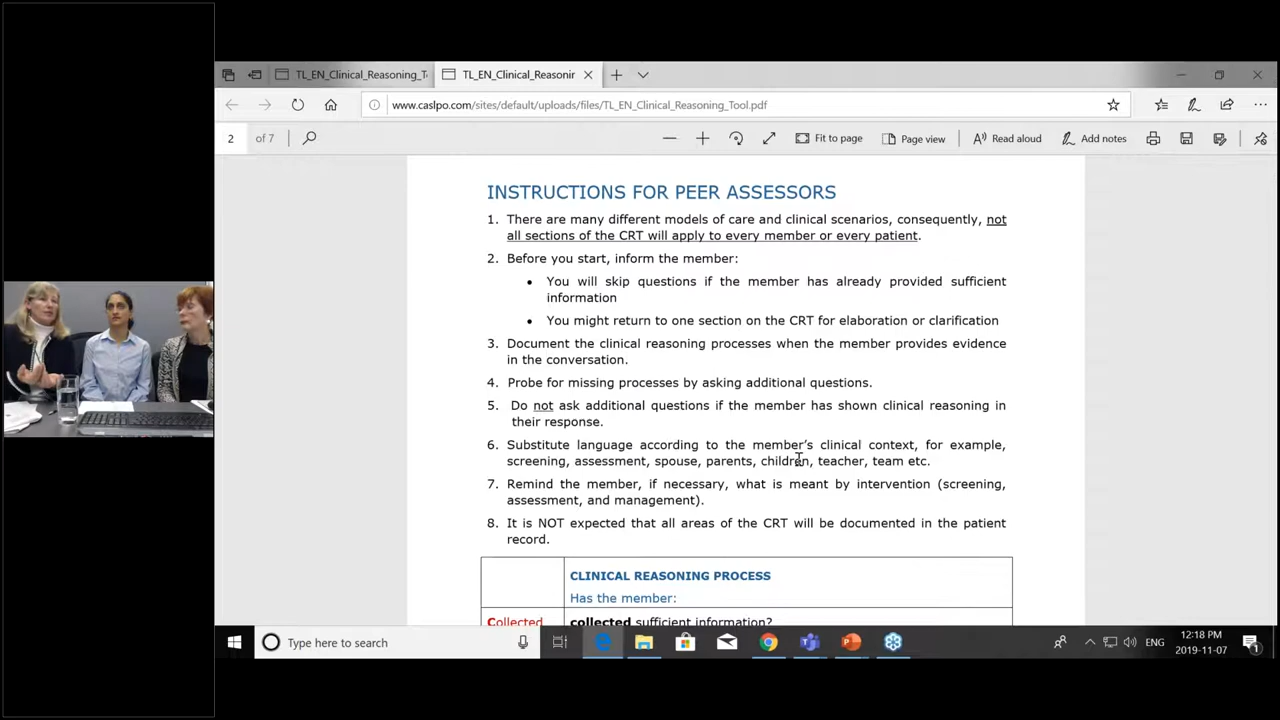 TL_EN_Clinical_Reasoning_T
TL_EN_Clinical_Reasonir
www.caslpo.com/sites/default/uploads/files/TL_EN_Clinical_Reasoning_Tool.pdf
2 of 7
Fit to page
Page view
Read aloud
Add notes
INSTRUCTIONS FOR PEER ASSESSORS
1. There are many different models of care and clinical scenarios, consequently, not
all sections of the CRT will apply to every member or every patient.
2. Before you start, inform the member:
• You will skip questions if the member has already provided sufficient
information
• You might return to one section on the CRT for elaboration or clarification
3. Document the clinical reasoning processes when the member provides evidence
in the conversation.
4. Probe for missing processes by asking additional questions.
5. Do not ask additional questions if the member has shown clinical reasoning in
their response.
6. Substitute language according to the member's clinical context, for example,
screening, assessment, spouse, parents, children, teacher, team etc.
7. Remind the member, if necessary, what is meant by intervention (screening,
assessment, and management).
8. It is NOT expected that all areas of the CRT will be documented in the patient
record.
CLINICAL REASONING PROCESS
Has the member:
Collected
collected sufficient information?
Type here to search
ENG
12:18 PM
2019-11-07
1